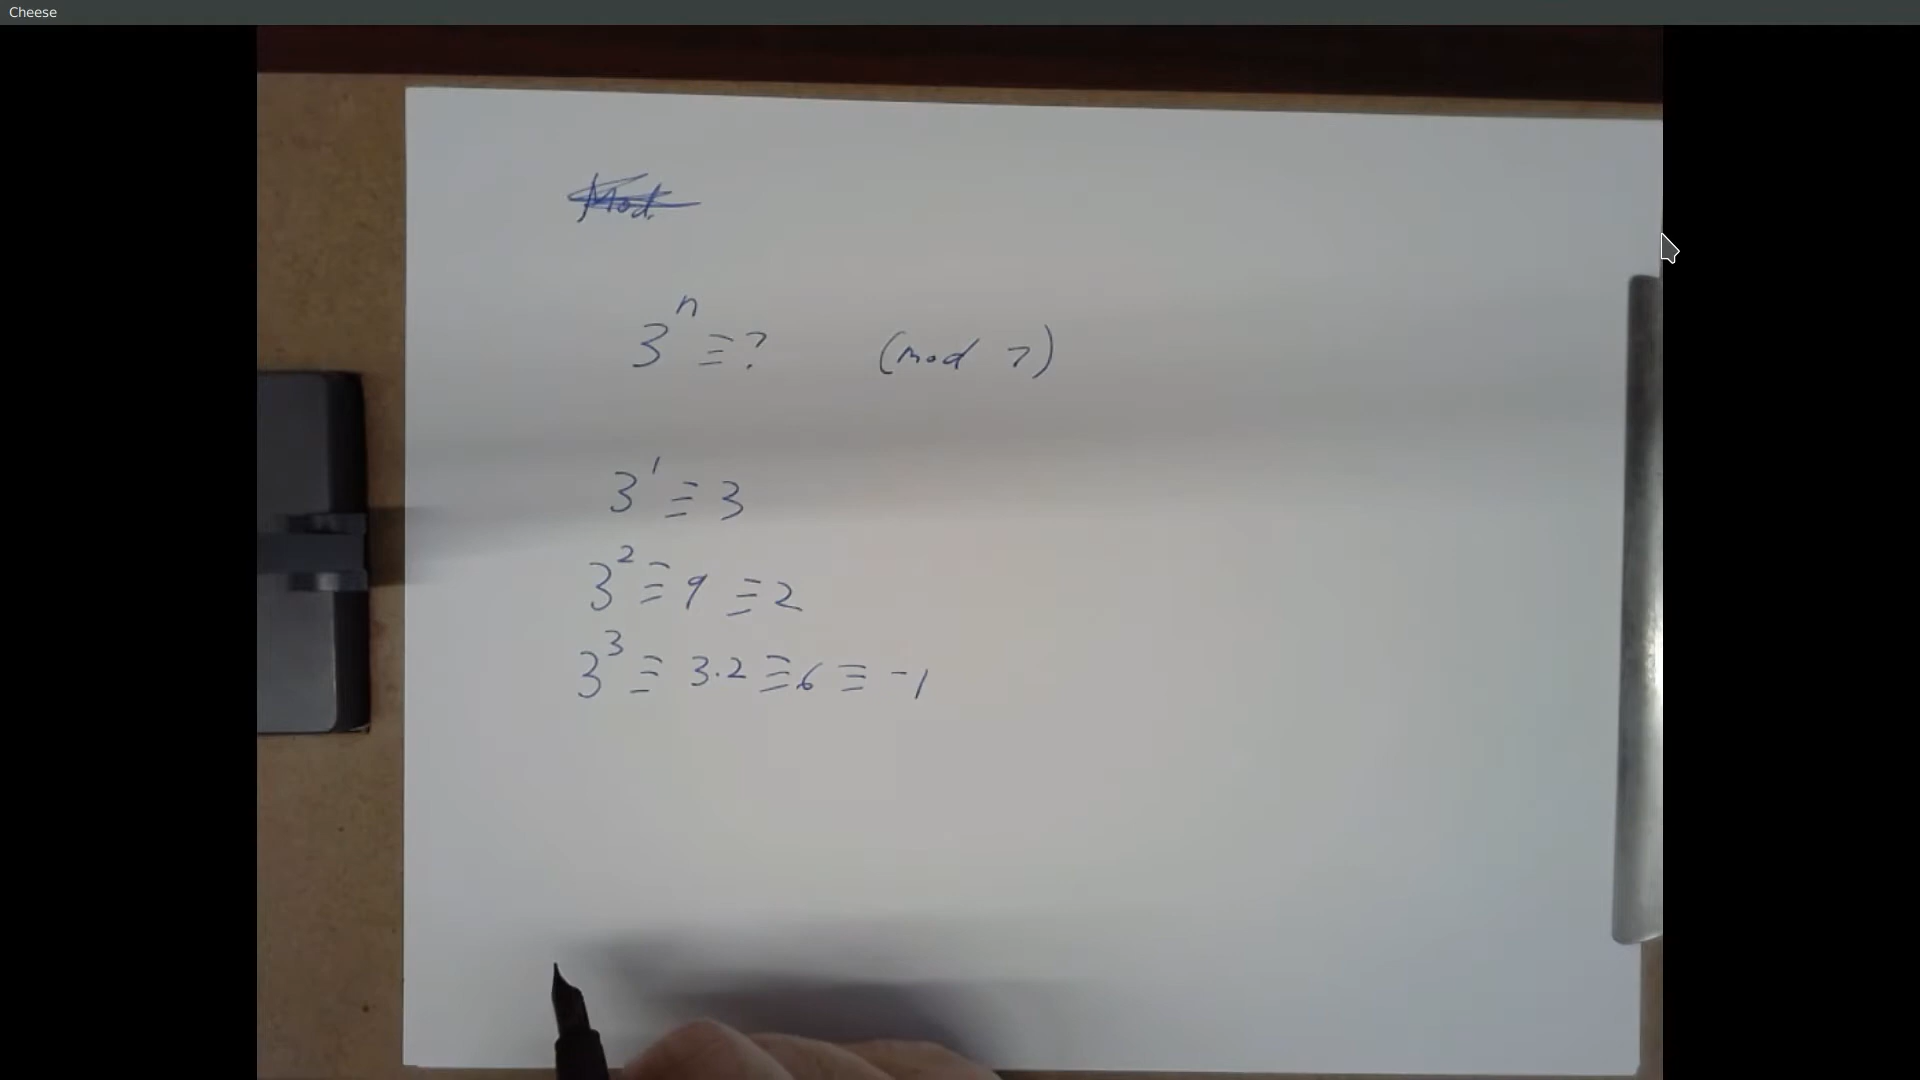 Cheese
Mod
3ⁿ ≡ ? (mod 7)
3¹ ≡ 3
3² ≡ 9 ≡ 2
3³ ≡ 3.2 ≡ 6 ≡ -1